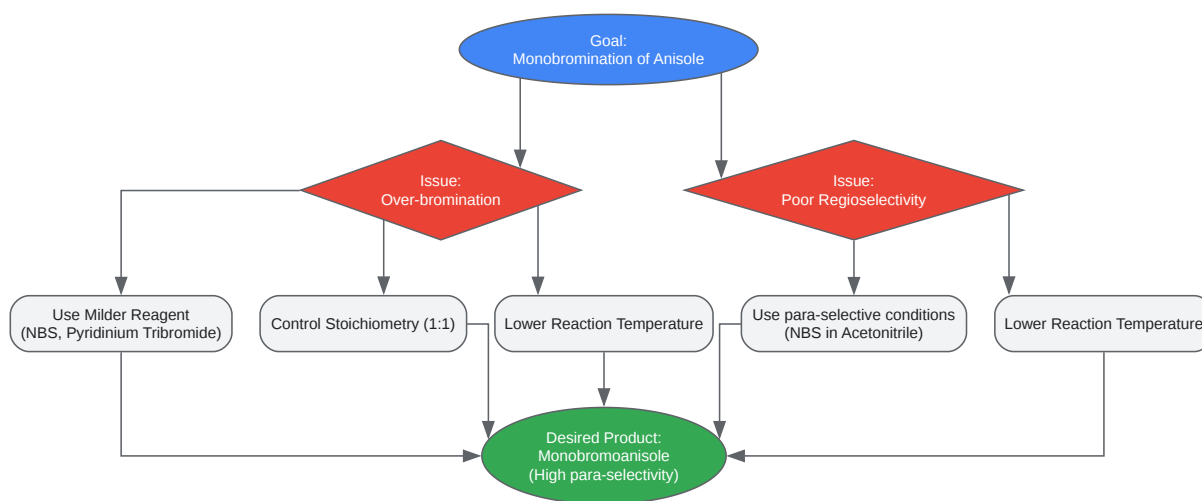 Goal:
Monobromination of Anisole
Issue:
Over-bromination
Issue:
Poor Regioselectivity
Use Milder Reagent
(NBS, Pyridinium Tribromide)
Control Stoichiometry (1:1)
Lower Reaction Temperature
Use para-selective conditions
(NBS in Acetonitrile)
Lower Reaction Temperature
Desired Product:
Monobromoanisole
(High para-selectivity)